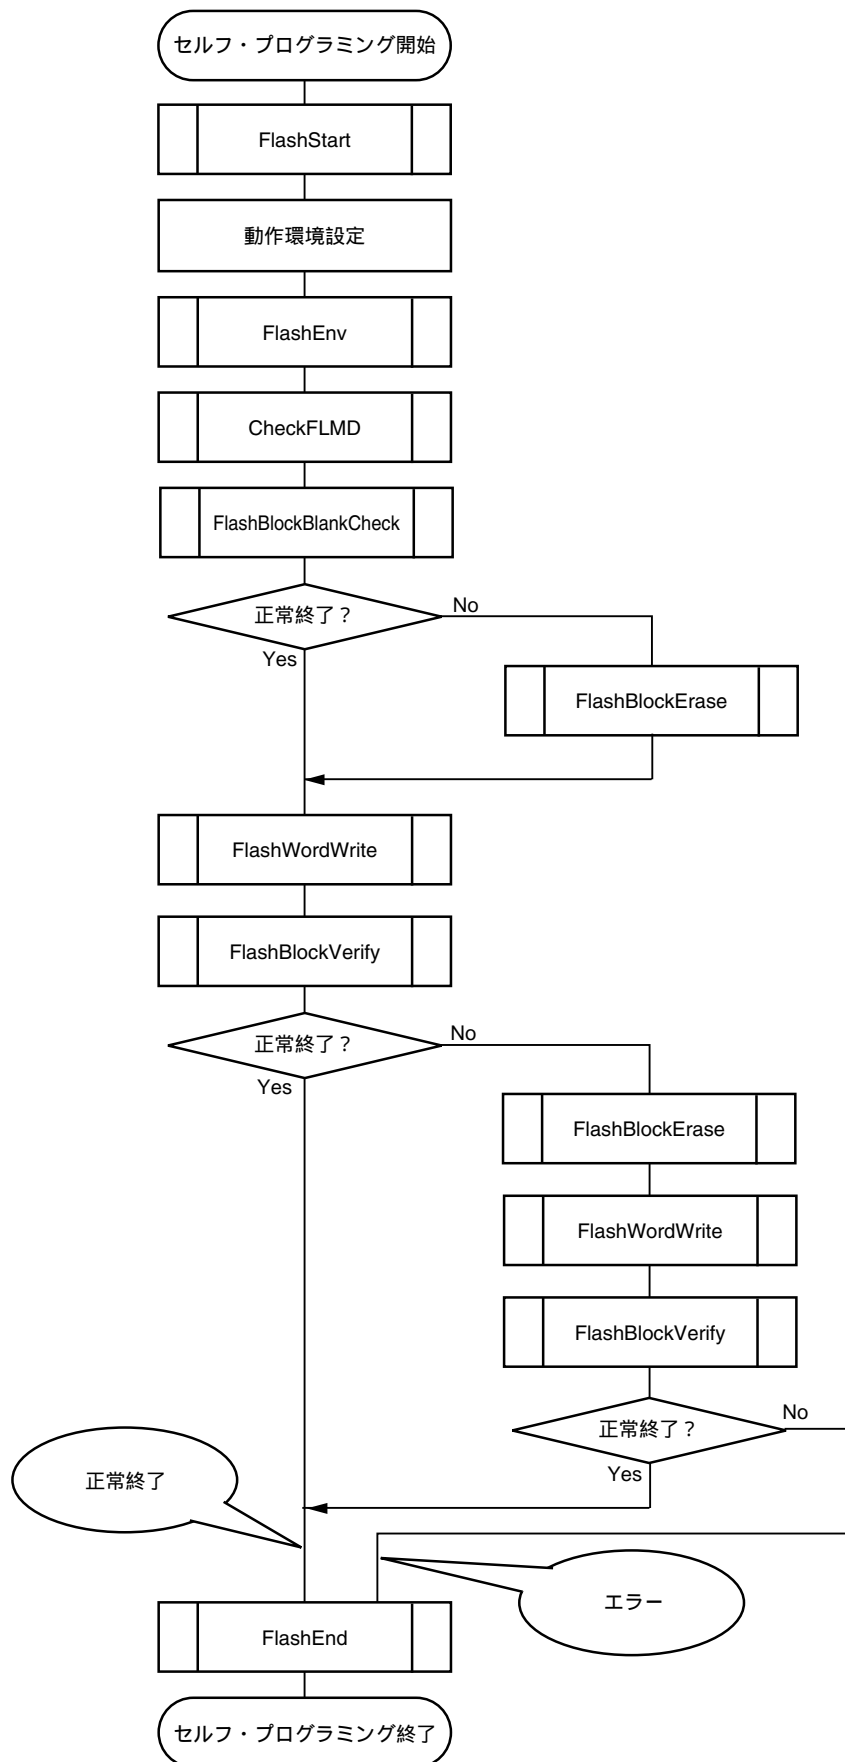 セルフ・プログラミング開始
FlashStart
動作環境設定
FlashEnv
CheckFLMD
FlashBlockBlankCheck
正常終了？
No
Yes
FlashBlockErase
FlashWordWrite
FlashBlockVerify
正常終了？
No
Yes
FlashBlockErase
FlashWordWrite
FlashBlockVerify
正常終了？
No
Yes
正常終了
エラー
FlashEnd
セルフ・プログラミング終了